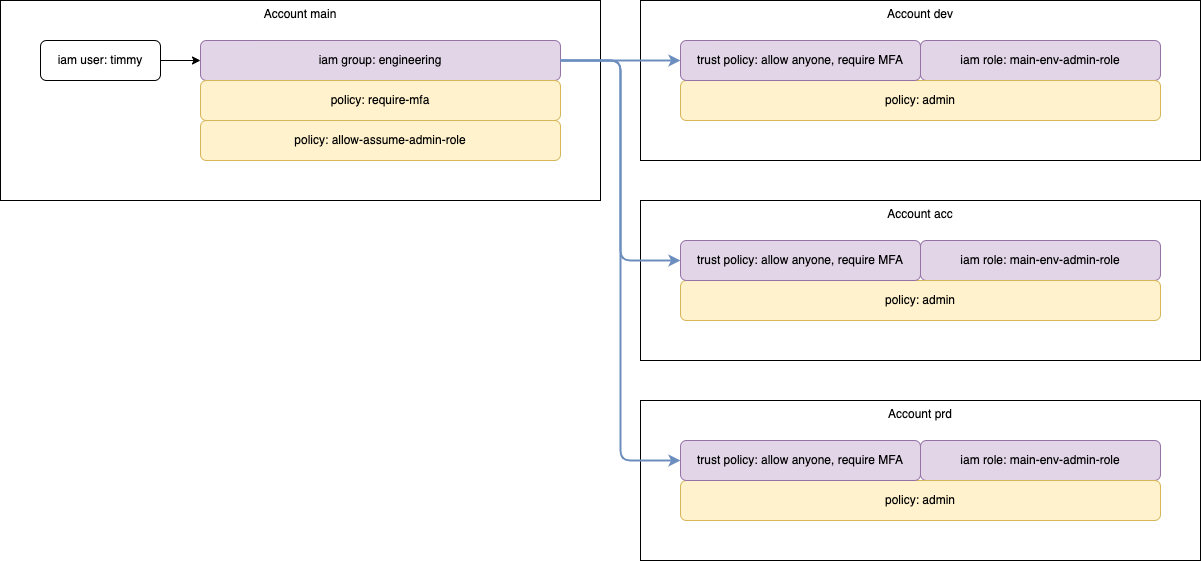 Account main
iam user: timmy
iam group: engineering
policy: require-mfa
policy: allow-assume-admin-role
Account dev
trust policy: allow anyone, require MFA
iam role: main-env-admin-role
policy: admin
Account acc
trust policy: allow anyone, require MFA
iam role: main-env-admin-role
policy: admin
Account prd
trust policy: allow anyone, require MFA
iam role: main-env-admin-role
policy: admin